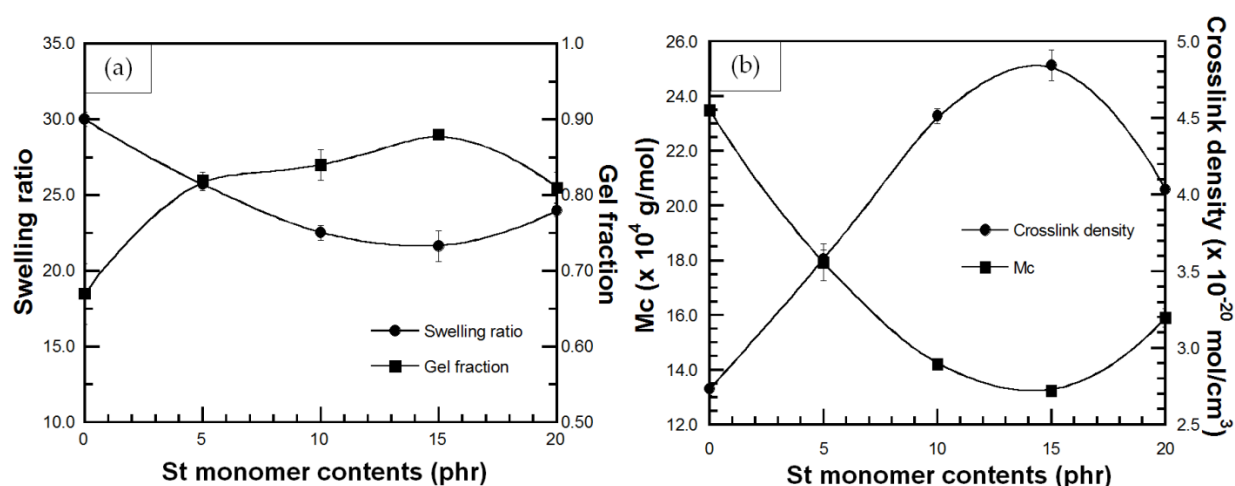 (a)
35.0
30.0
25.0
20.0
15.0
10.0
Swelling ratio
1.0
0.90
0.80
0.70
0.60
0.50
Gel fraction
Swelling ratio
Gel fraction
0 5 10 15 20
St monomer contents (phr)
(b)
26.0
24.0
22.0
20.0
18.0
16.0
14.0
12.0
Mc (x 10⁴ g/mol)
5.0
4.5
4.0
3.5
3.0
2.5
Crosslink density (x 10⁻²⁰ mol/cm³)
Crosslink density
Mc
0 5 10 15 20
St monomer contents (phr)